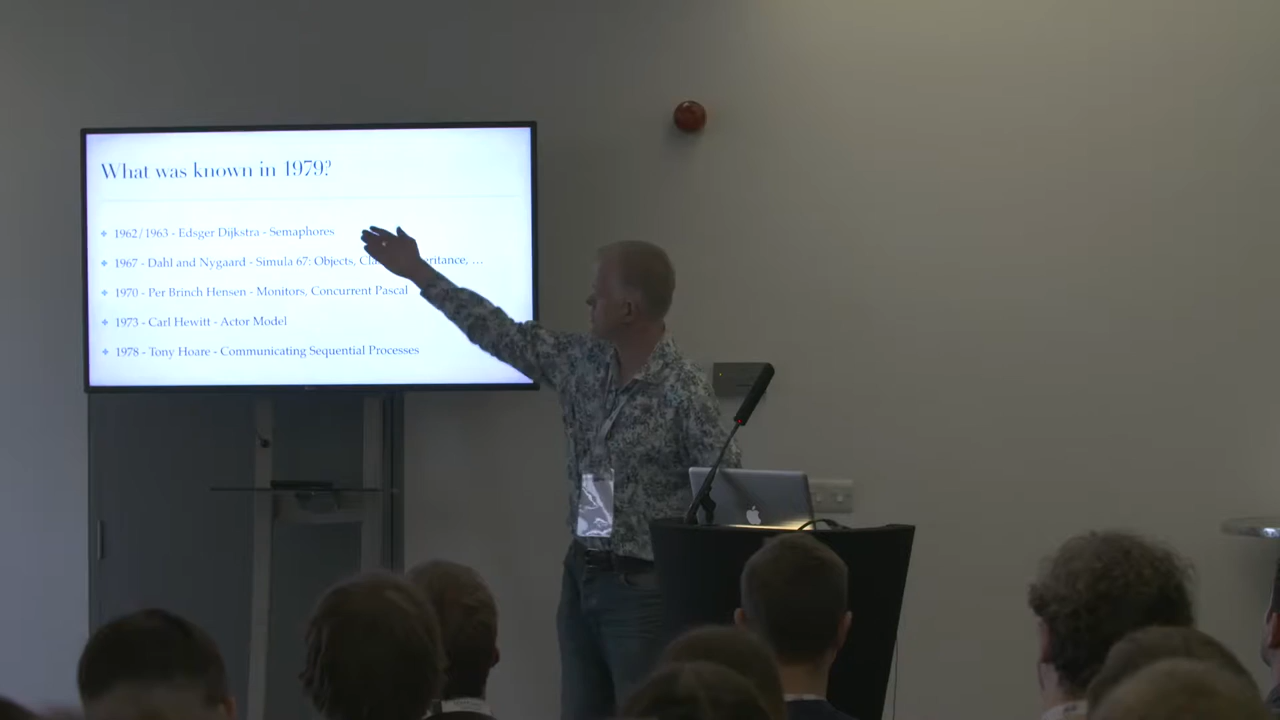 What was known in 1979?
1962/1963 - Edsger Dijkstra - Semaphores
1967 - Dahl and Nygaard - Simula 67: Objects, …
1970 - Per Brinch Hensen - Monitors, Concurrent Pascal
1973 - Carl Hewitt - Actor Model
1978 - Tony Hoare - Communicating Sequential Processes